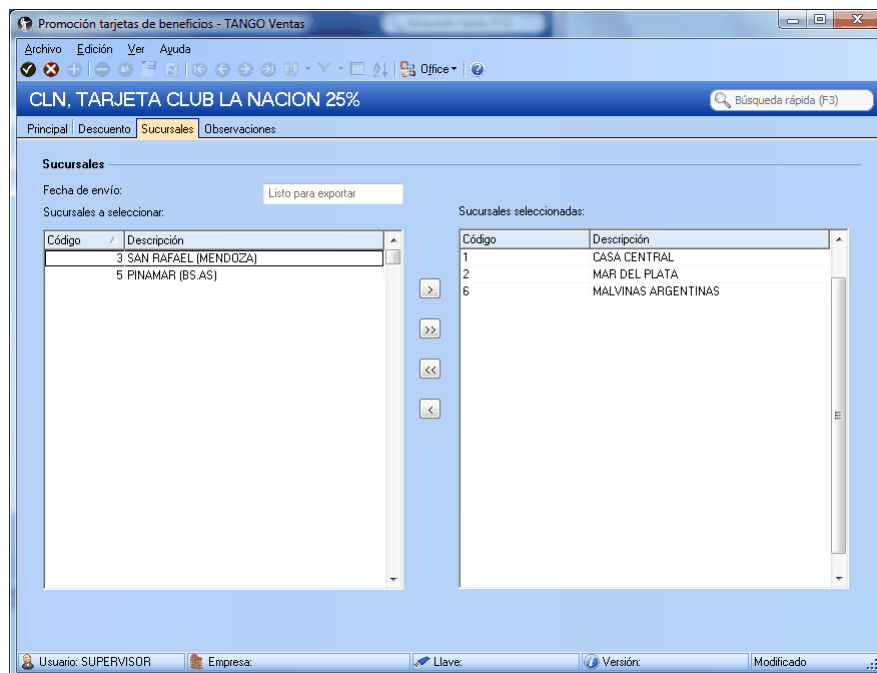 Promoción tarjetas de beneficios - TANGO Ventas
Archivo Edición Ver Ayuda
Office
CLN, TARJETA CLUB LA NACION 25%
Búsqueda rápida (F3)
Principal Descuento Sucursales Observaciones
Sucursales
Fecha de envío: Listo para exportar
Sucursales a seleccionar:
Sucursales seleccionadas:
Código Descripción
3 SAN RAFAEL (MENDOZA)
5 PINAMAR (BS.AS)
>
>>
<<
<
Código Descripción
1 CASA CENTRAL
2 MAR DEL PLATA
6 MALVINAS ARGENTINAS
Usuario: SUPERVISOR Empresa: Llave: Versión: Modificado